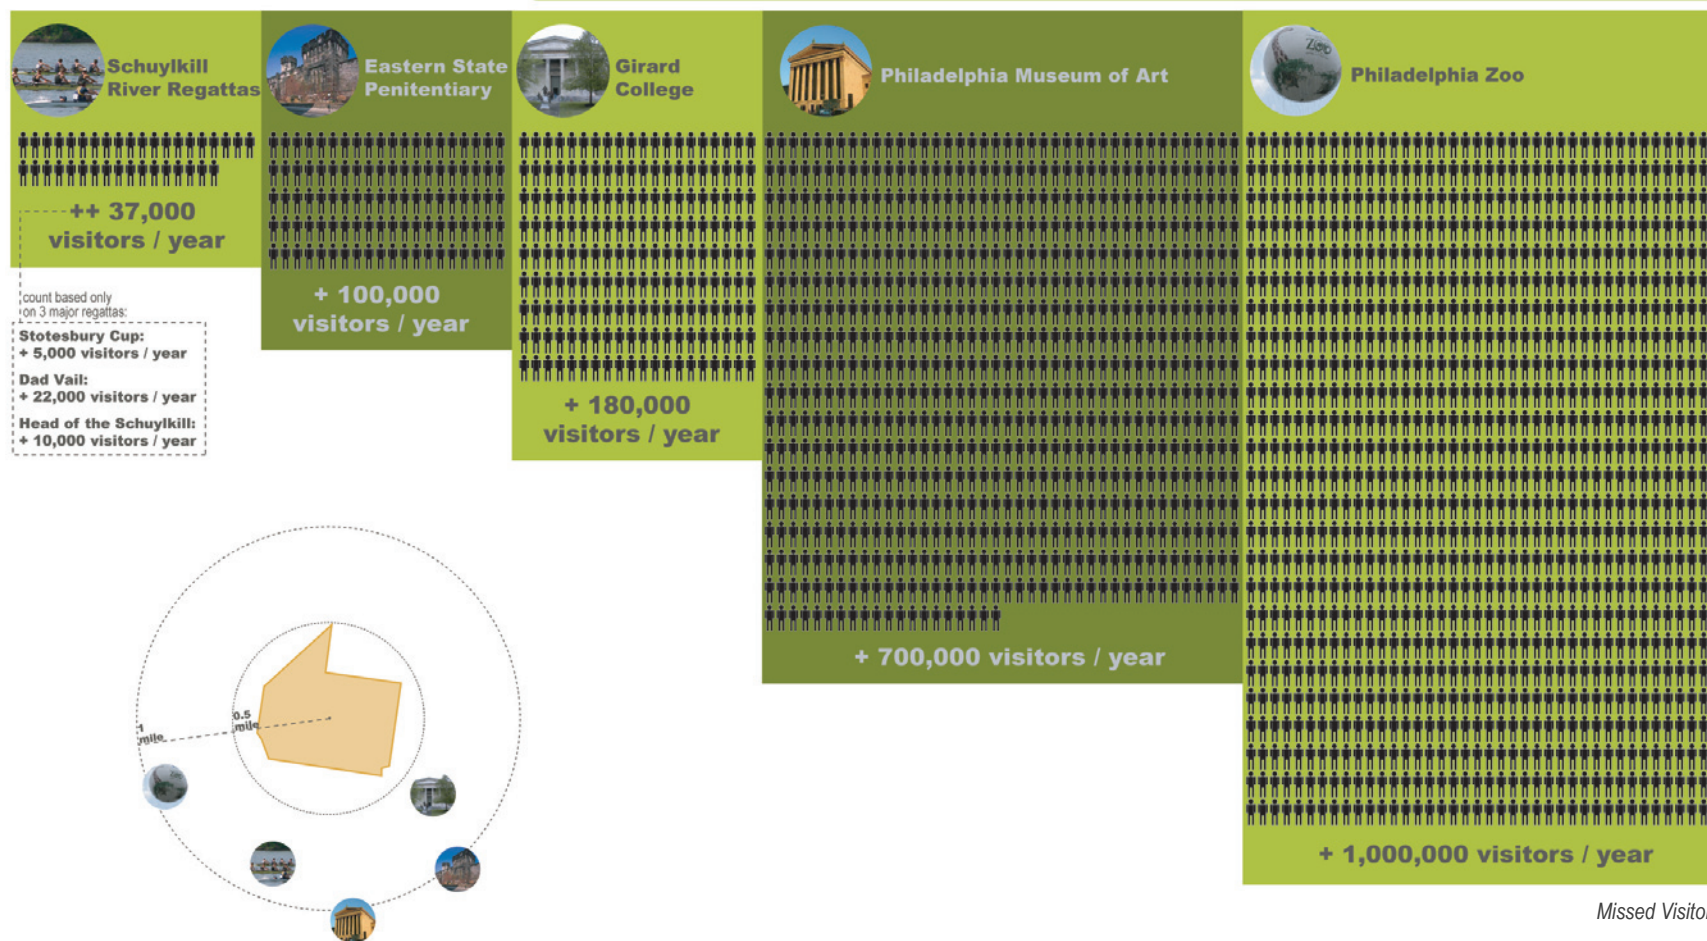 Schuylkill
River Regattas
++ 37,000
visitors / year
count based only
on 3 major regattas:
Stotesbury Cup:
+ 5,000 visitors / year
Dad Vail:
+ 22,000 visitors / year
Head of the Schuylkill:
+ 10,000 visitors / year
Eastern State
Penitentiary
+ 100,000
visitors / year
Girard
College
+ 180,000
visitors / year
Philadelphia Museum of Art
+ 700,000 visitors / year
ZOO
Philadelphia Zoo
+ 1,000,000 visitors / year
0.5
mile
1
mile
Missed Visito